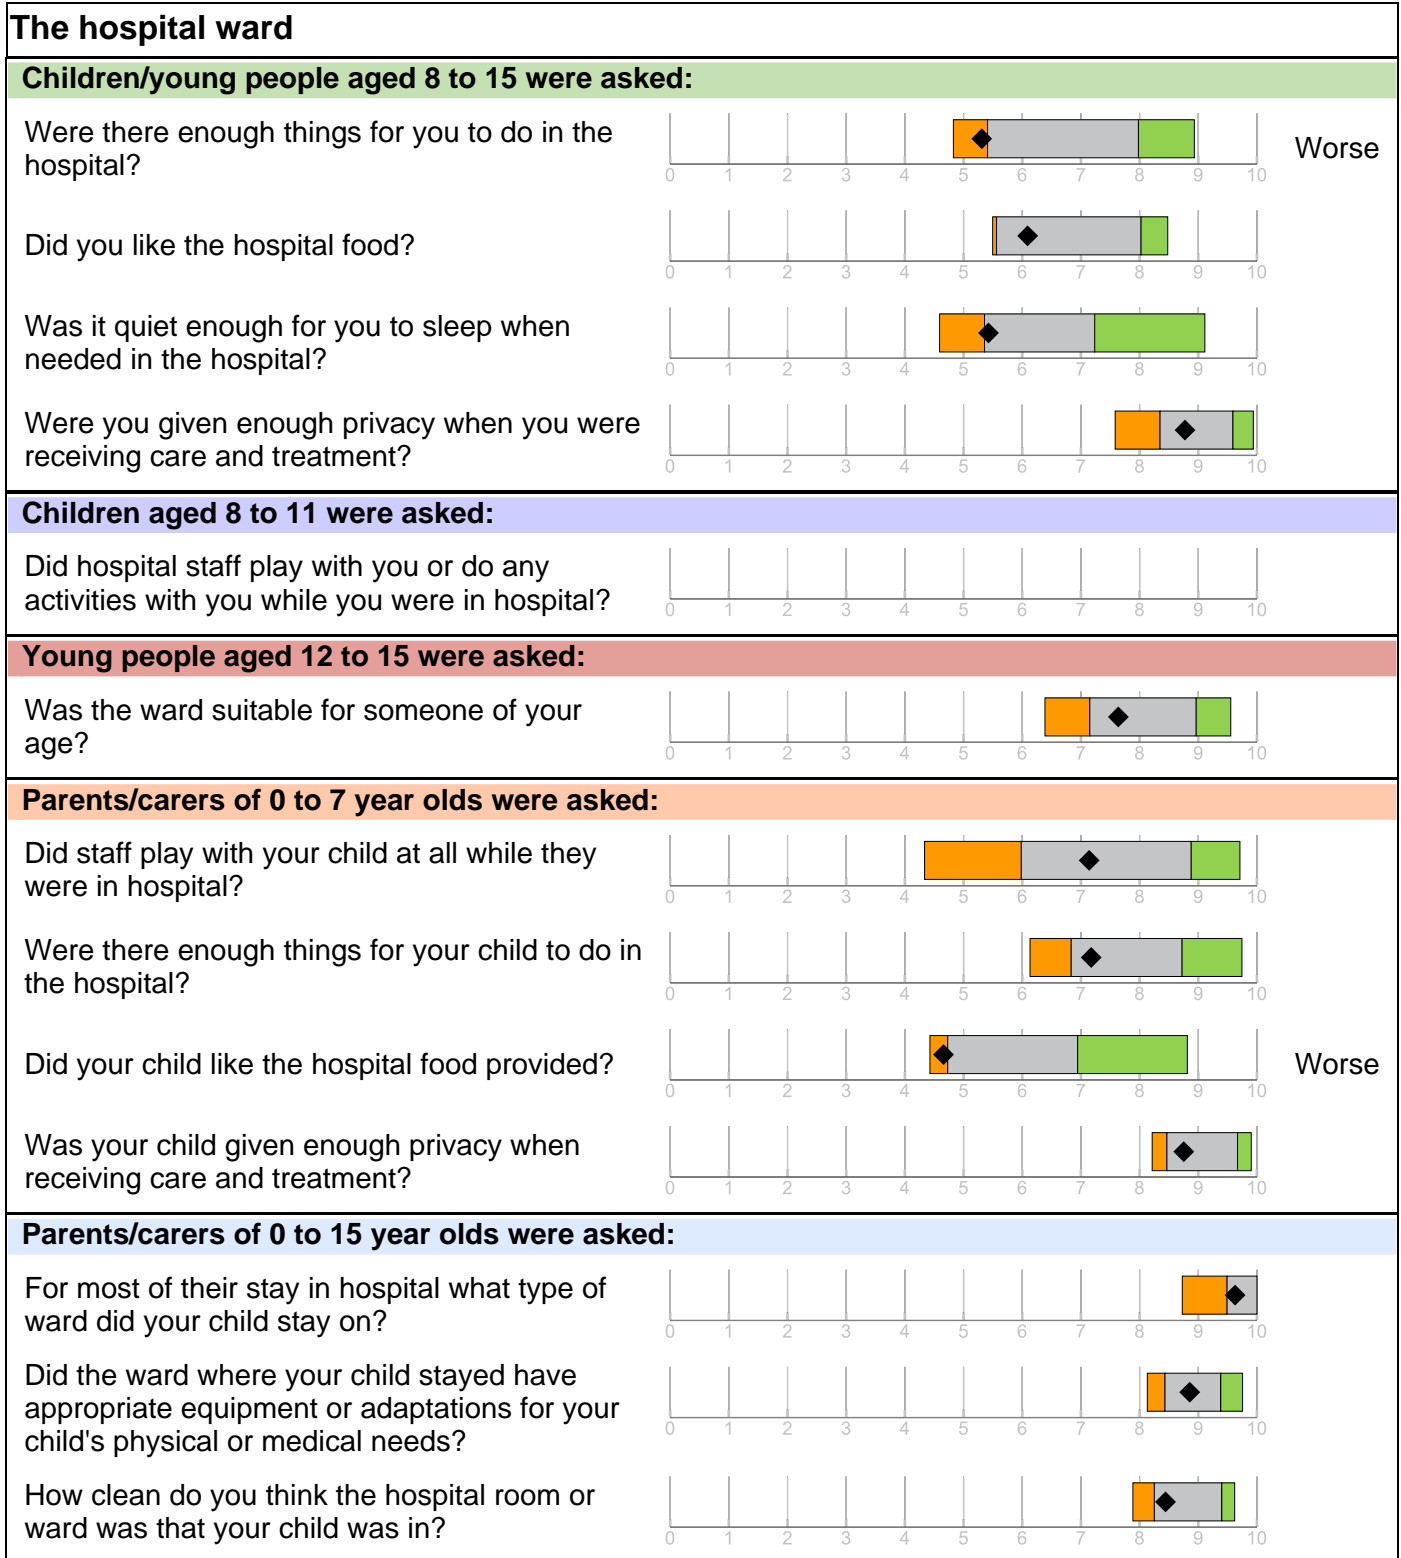 The hospital ward
Children/young people aged 8 to 15 were asked:
Were there enough things for you to do in the
hospital?
0 1 2 3 4 5 6 7 8 9 10
Worse
Did you like the hospital food?
0 1 2 3 4 5 6 7 8 9 10
Was it quiet enough for you to sleep when
needed in the hospital?
0 1 2 3 4 5 6 7 8 9 10
Were you given enough privacy when you were
receiving care and treatment?
0 1 2 3 4 5 6 7 8 9 10
Children aged 8 to 11 were asked:
Did hospital staff play with you or do any
activities with you while you were in hospital?
0 1 2 3 4 5 6 7 8 9 10
Young people aged 12 to 15 were asked:
Was the ward suitable for someone of your
age?
0 1 2 3 4 5 6 7 8 9 10
Parents/carers of 0 to 7 year olds were asked:
Did staff play with your child at all while they
were in hospital?
0 1 2 3 4 5 6 7 8 9 10
Were there enough things for your child to do in
the hospital?
0 1 2 3 4 5 6 7 8 9 10
Did your child like the hospital food provided?
0 1 2 3 4 5 6 7 8 9 10
Worse
Was your child given enough privacy when
receiving care and treatment?
0 1 2 3 4 5 6 7 8 9 10
Parents/carers of 0 to 15 year olds were asked:
For most of their stay in hospital what type of
ward did your child stay on?
0 1 2 3 4 5 6 7 8 9 10
Did the ward where your child stayed have
appropriate equipment or adaptations for your
child's physical or medical needs?
0 1 2 3 4 5 6 7 8 9 10
How clean do you think the hospital room or
ward was that your child was in?
0 1 2 3 4 5 6 7 8 9 10